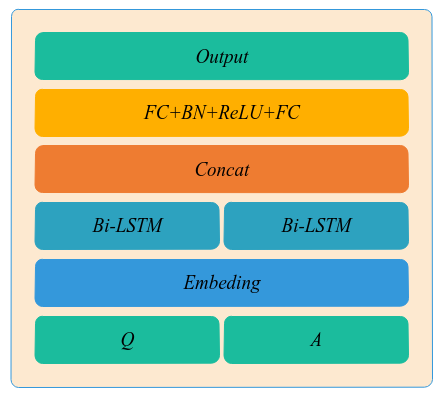 Output
FC+BN+ReLU+FC
Concat
Bi-LSTM Bi-LSTM
Embeding
Q A